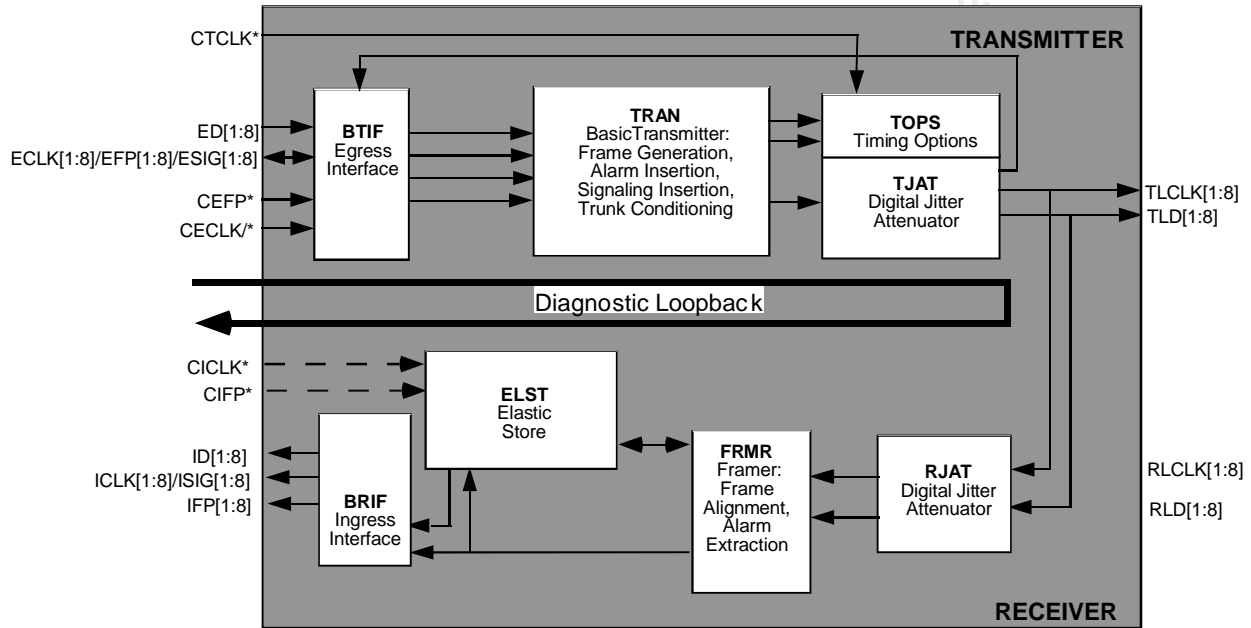 CTCLK*
TRANSMITTER
ED[1:8]
ECLK[1:8]/EFP[1:8]/ESIG[1:8]
CEFP*
CECLK/*
BTIF
Egress
Interface
TRAN
BasicTransmitter:
Frame Generation,
Alarm Insertion,
Signaling Insertion,
Trunk Conditioning
TOPS
Timing Options
TJAT
Digital Jitter
Attenuator
TLCLK[1:8]
TLD[1:8]
Diagnostic Loopback
CICLK*
CIFP*
ELST
Elastic
Store
ID[1:8]
ICLK[1:8]/ISIG[1:8]
IFP[1:8]
BRIF
Ingress
Interface
FRMR
Framer:
Frame
Alignment,
Alarm
Extraction
RJAT
Digital Jitter
Attenuator
RLCLK[1:8]
RLD[1:8]
RECEIVER